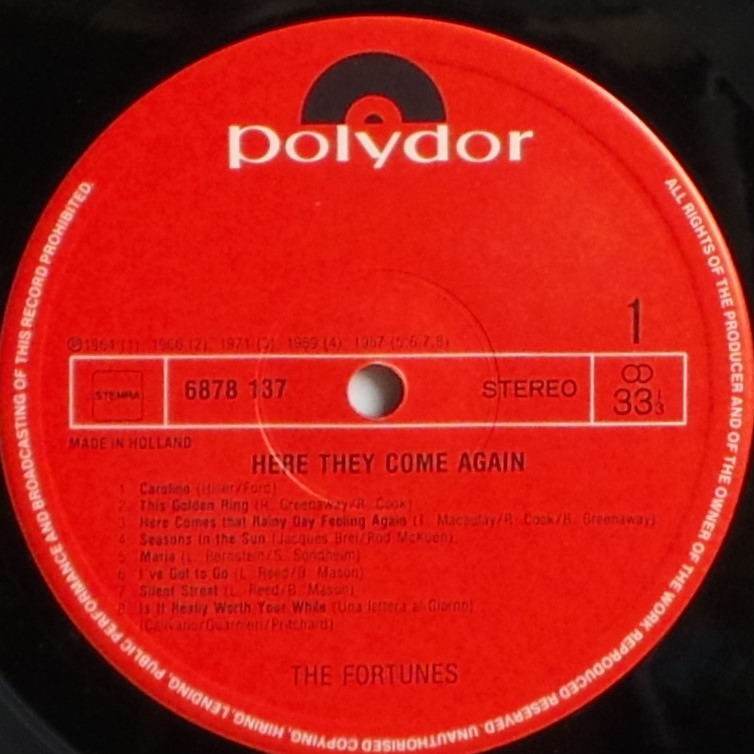 polydor
ALL RIGHTS OF THE PRODUCER AND OF THE OWNER OF THE WORK REPRODUCED RESERVED. UNAUTHORISED COPYING, HIRING, LENDING, PUBLIC PERFORMANCE AND BROADCASTING OF THIS RECORD PROHIBITED.
1
℗1964 (1), 1966 (2), 1971 (3), 1969 (4), 1967 (5,6,7,8)
STEMRA
6878 137
STEREO
33 1/3
MADE IN HOLLAND
HERE THEY COME AGAIN
1 Caroline (Hiller/Ford)
2 This Golden Ring (R. Greenaway/R. Cook)
3 Here Comes that Rainy Day Feeling Again (T. Macaulay/R. Cook/R. Greenaway)
4 Seasons in the Sun (Jacques Brel/Rod McKuen)
5 Maria (L. Bernstein/S. Sondheim)
6 I've Got to Go (L. Reed/B. Mason)
7 Silent Street (L. Reed/B. Mason)
8 Is It Really Worth Your While (Una lettera al Giorno)
THE FORTUNES